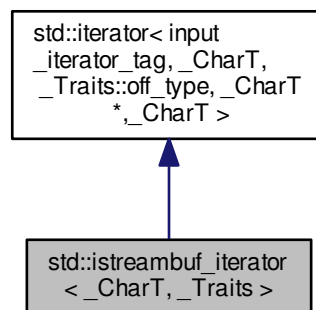 std::iterator< input
_iterator_tag, _CharT,
_Traits::off_type, _CharT
*,_CharT >
std::istreambuf_iterator
< _CharT, _Traits >